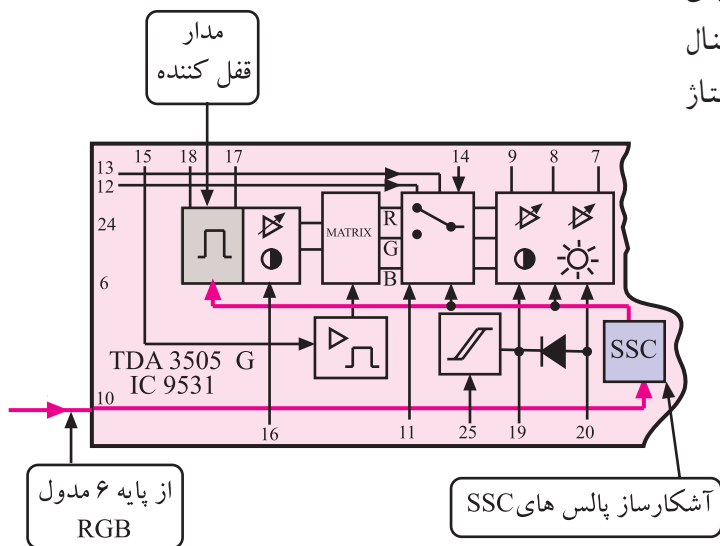 ی
نال
تاژ
مدار
قفل کننده
15 18 17 14 9 8 7
13
12
24
6
R
G
B
MATRIX
SSC
TDA 3505 G
IC 9531
10
16 11 25 19 20
از پایه ۶ مدول
RGB
آشکارساز پالس های SSC